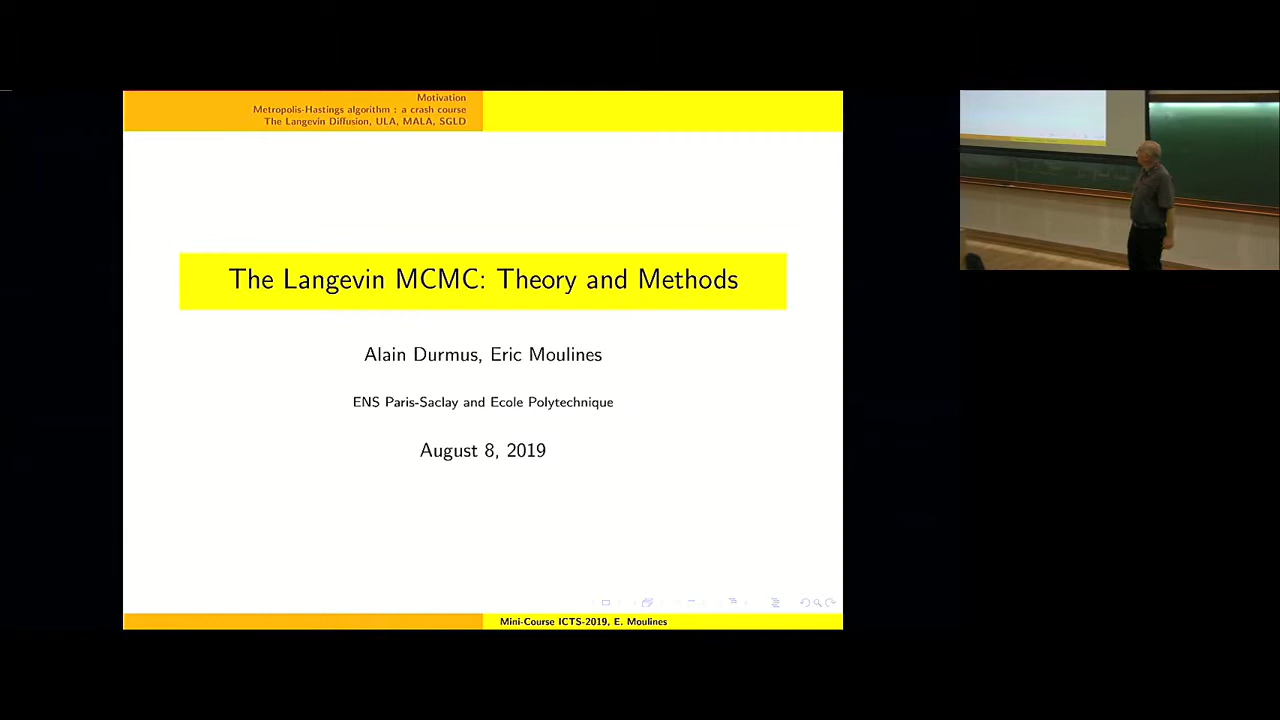 Motivation
Metropolis-Hastings algorithm : a crash course
The Langevin Diffusion, ULA, MALA, SGLD
The Langevin MCMC: Theory and Methods
Alain Durmus, Eric Moulines
ENS Paris-Saclay and Ecole Polytechnique
August 8, 2019
Mini-Course ICTS-2019, E. Moulines